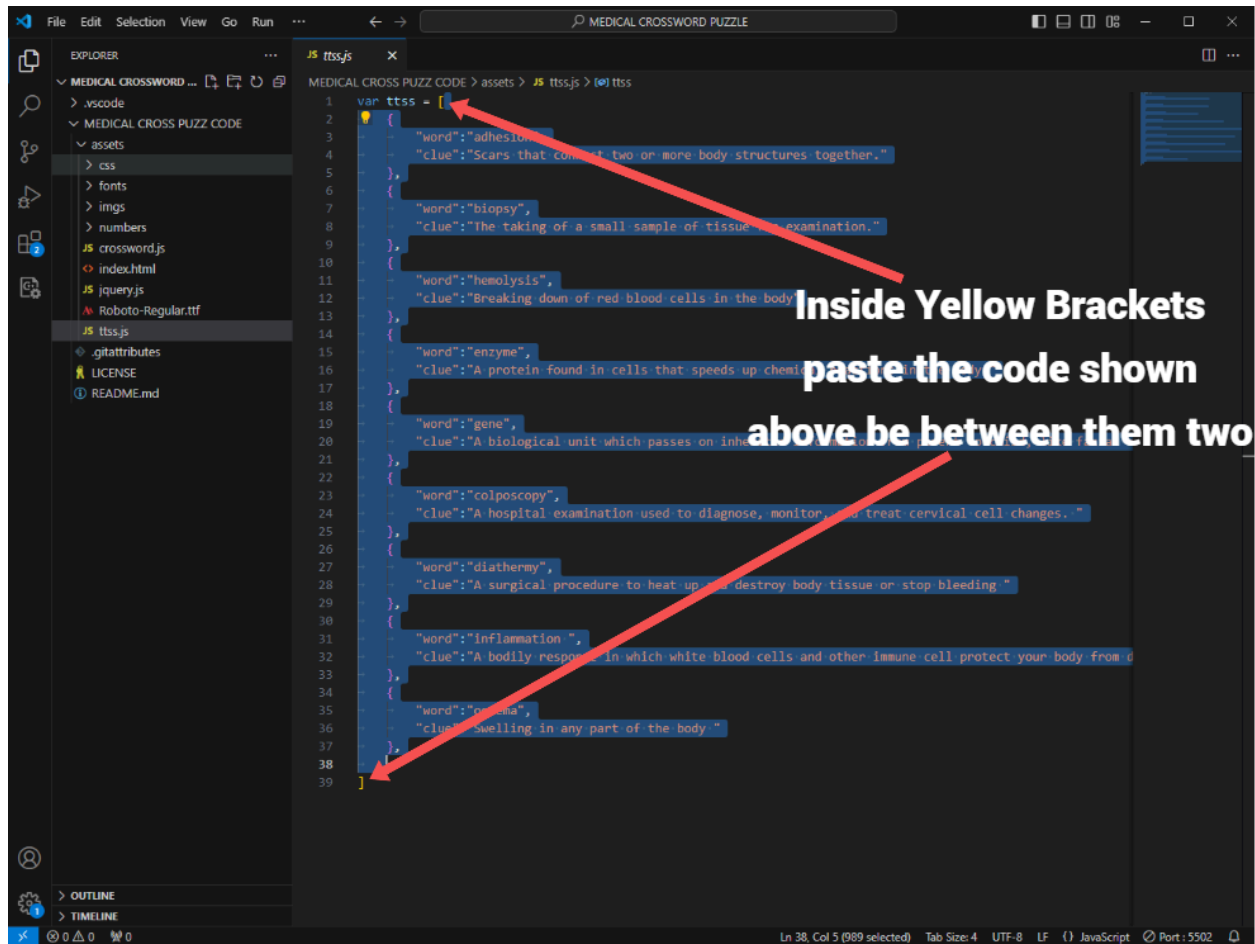 File Edit Selection View Go Run ··· ← → MEDICAL CROSSWORD PUZZLE
EXPLORER ···
MEDICAL CROSSWORD ...
> .vscode
MEDICAL CROSS PUZZ CODE
assets
> css
> fonts
> imgs
> numbers
JS crossword.js
<> index.html
JS jquery.js
Roboto-Regular.ttf
JS ttss.js
.gitattributes
LICENSE
README.md
> OUTLINE
> TIMELINE
2
1
JS ttss.js ×
MEDICAL CROSS PUZZ CODE > assets > JS ttss.js > ttss
1 var ttss = [
2 {
3 "word":"adhesion
4 "clue":"Scars that connect two or more body structures together."
5 },
6 {
7 "word":"biopsy",
8 "clue":"The taking of a small sample of tissue examination."
9 },
10 {
11 "word":"hemolysis",
12 "clue":"Breaking down of red blood cells in the body"
13 },
14 {
15 "word":"enzyme",
16 "clue":"A protein found in cells that speeds up
17 },
18 {
19 "word":"gene",
20 "clue":"A biological unit which passes on
21 },
22 {
23 "word":"colposcopy",
24 "clue":"A hospital examination used to diagnose, monitor, treat cervical cell changes. "
25 },
26 {
27 "word":"diathermy",
28 "clue":"A surgical procedure to heat up destroy body tissue or stop bleeding "
29 },
30 {
31 "word":"inflammation ",
32 "clue":"A bodily response in which white blood cells and other immune cell protect your body from d
33 },
34 {
35 "word":
36 "clue":"Swelling in any part of the body "
37 },
38
39 ]
Inside Yellow Brackets
paste the code shown
above be between them two
0 0 0 Ln 38, Col 5 (989 selected) Tab Size: 4 UTF-8 LF {} JavaScript Port : 5502